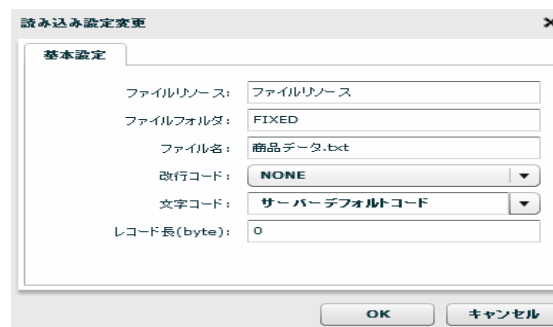 読み込み設定変更
基本設定
ファイルリソース: ファイルリソース
ファイルフォルダ: FIXED
ファイル名: 商品データ.txt
改行コード: NONE
文字コード: サーバーデフォルトコード
レコード長(byte): 0
OK キャンセル